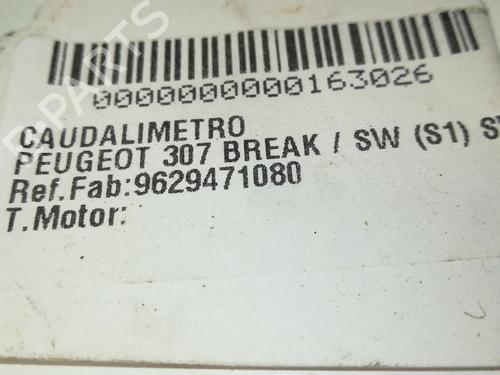 0000000000163026
CAUDALIMETRO
PEUGEOT 307 BREAK / SW (S1) S
Ref.Fab:9629471080
T.Motor: